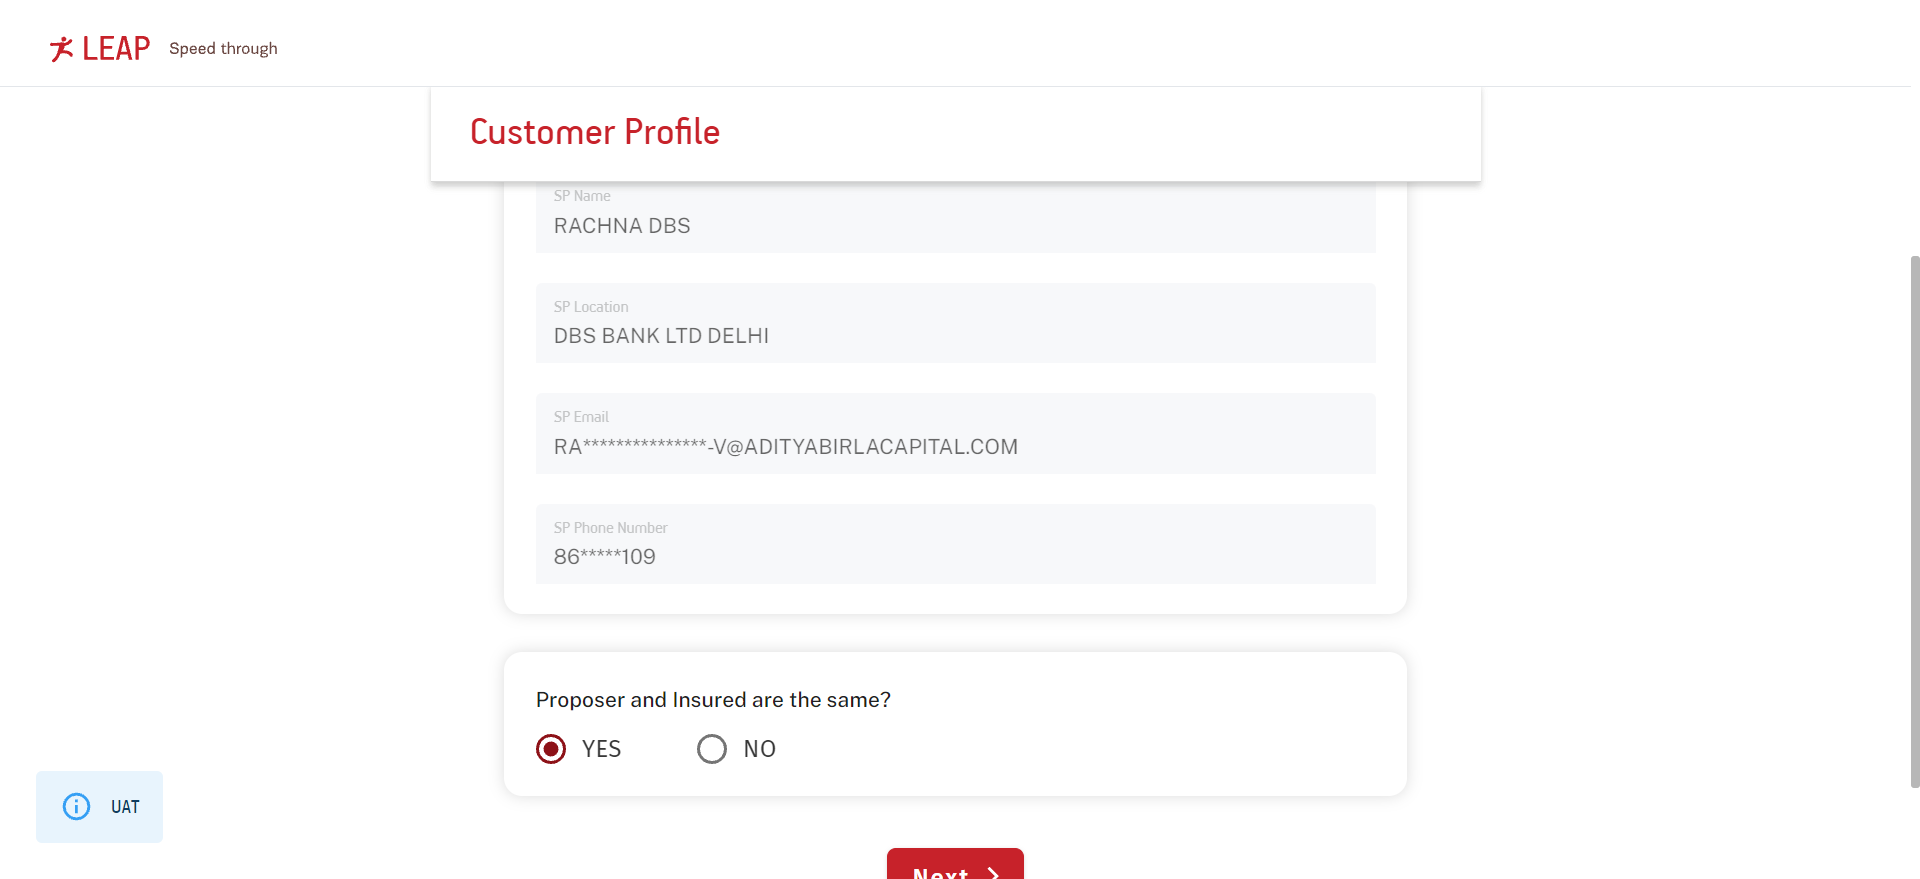 LEAP Speed through
Customer Profile
SP Name
RACHNA DBS
SP Location
DBS BANK LTD DELHI
SP Email
RA***************-V@ADITYABIRLACAPITAL.COM
SP Phone Number
86*****109
Proposer and Insured are the same?
YES NO
UAT
Next